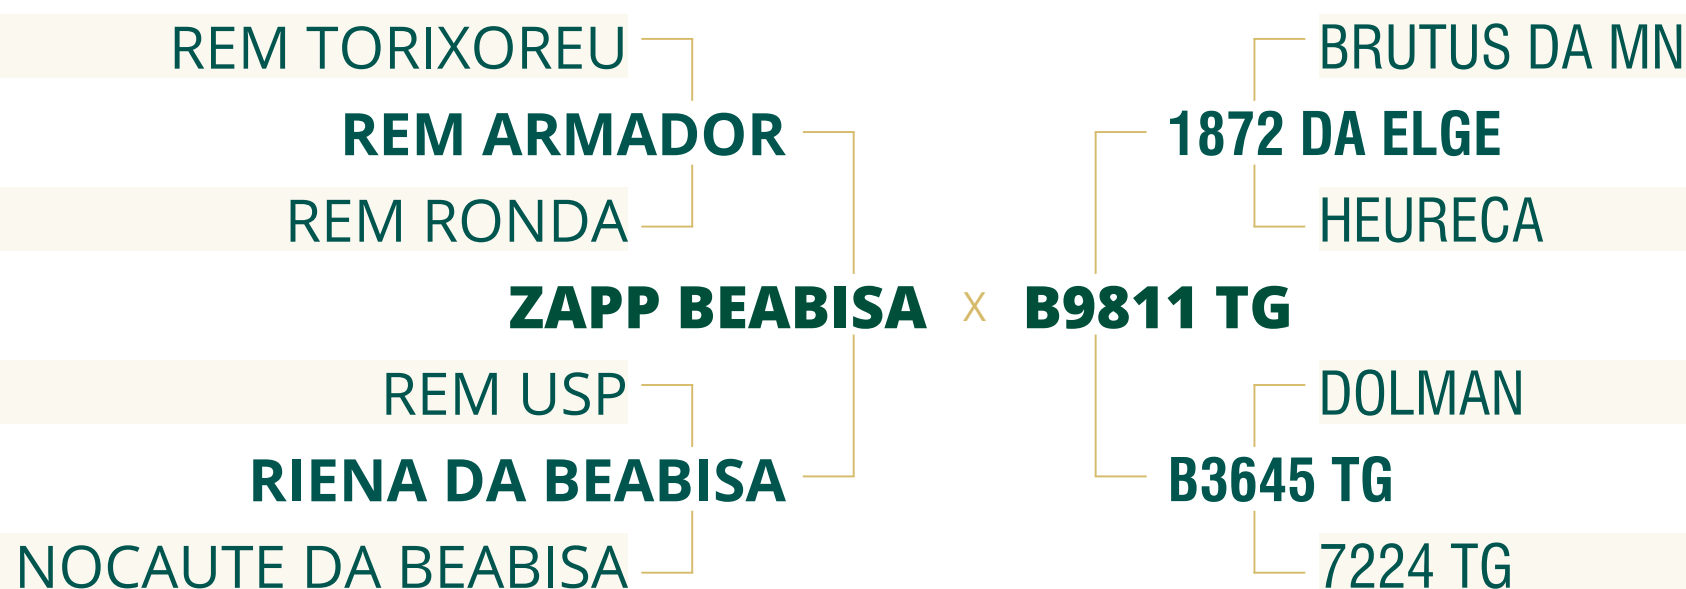 REM TORIXOREU BRUTUS DA MN
REM ARMADOR 1872 DA ELGE
REM RONDA HEURECA
ZAPP BEABISA X B9811 TG
REM USP DOLMAN
RIENA DA BEABISA B3645 TG
NOCAUTE DA BEABISA 7224 TG